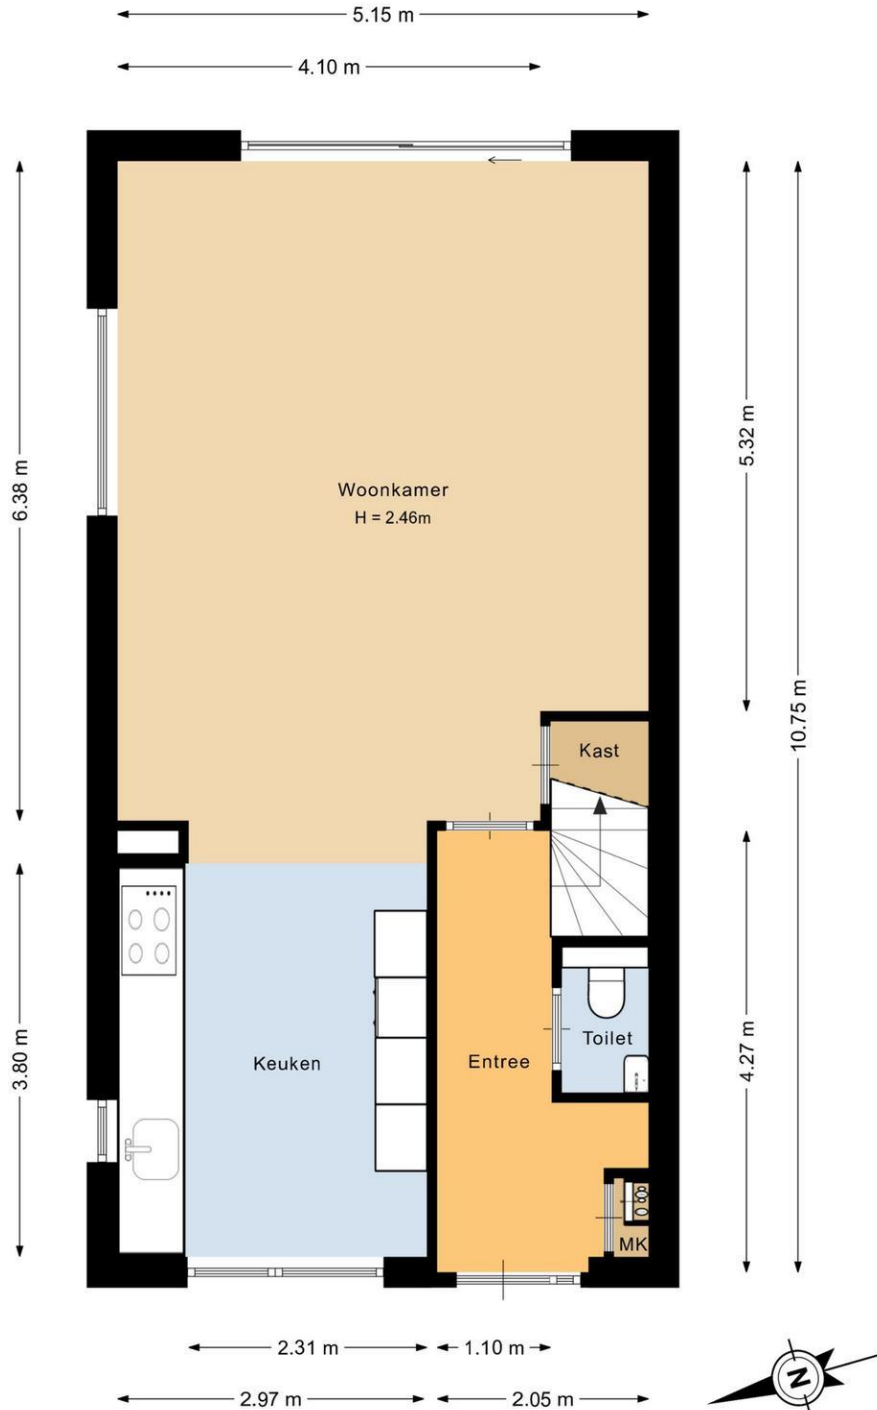 5.15 m
4.10 m
6.38 m
5.32 m
Woonkamer
H = 2.46m
10.75 m
Kast
3.80 m
4.27 m
Keuken
Entree
Toilet
MK
2.31 m
1.10 m
2.97 m
2.05 m
N